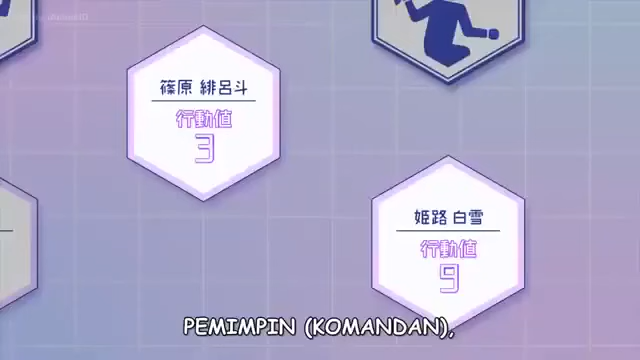 篠原 緋呂斗
行動値
3
姫路 白雪
行動値
9
PEMIMPIN (KOMANDAN),